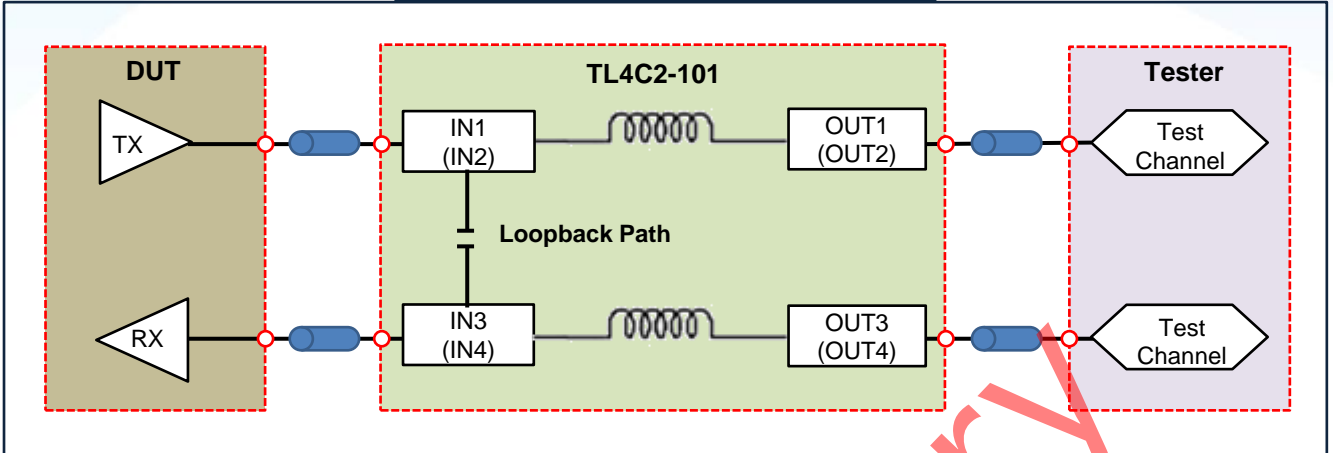 DUT
TL4C2-101
Tester
TX
IN1
(IN2)
OUT1
(OUT2)
Test
Channel
Loopback Path
RX
IN3
(IN4)
OUT3
(OUT4)
Test
Channel
ry